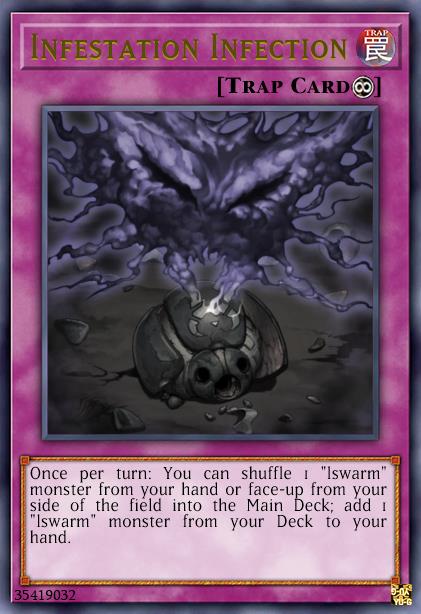 Infestation Infection
TRAP
罠
[Trap Card]
Once per turn: You can shuffle 1 "lswarm"
monster from your hand or face-up from your
side of the field into the Main Deck; add 1
"lswarm" monster from your Deck to your
hand.
35419032